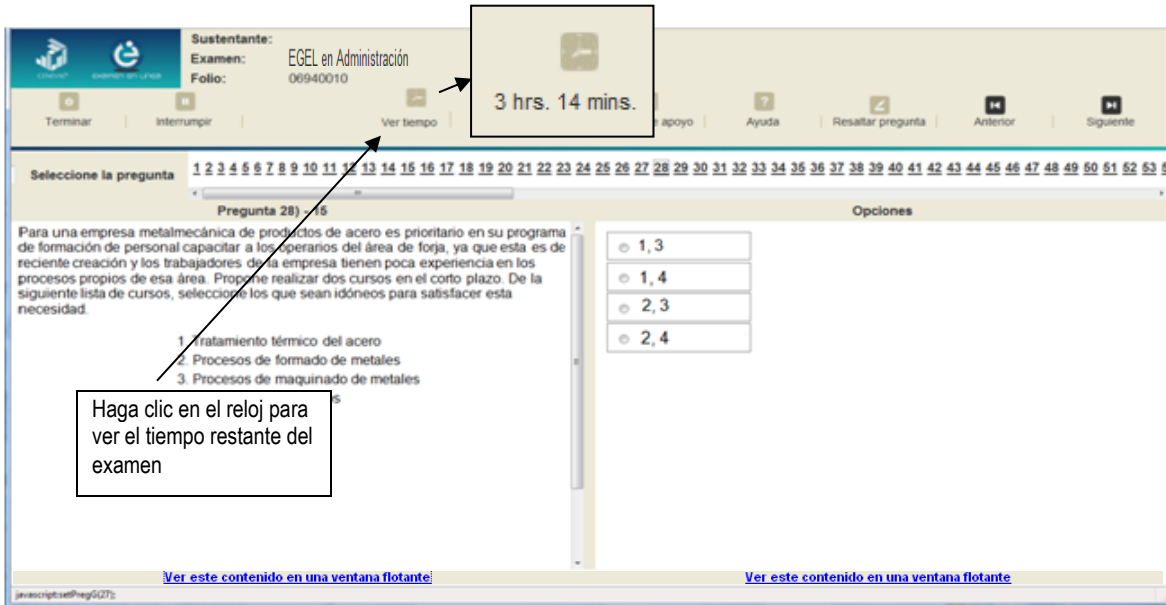 Sustentante:
Examen: EGEL en Administración
Folio: 06940010
examen en línea
3 hrs. 14 mins.
Terminar
Interrumpir
Ver tiempo
e apoyo
Ayuda
Resaltar pregunta
Anterior
Siguiente
Seleccione la pregunta
1 2 3 4 5 6 7 8 9 10 11 12 13 14 15 16 17 18 19 20 21 22 23 24 25 26 27 28 29 30 31 32 33 34 35 36 37 38 39 40 41 42 43 44 45 46 47 48 49 50 51 52 53
Pregunta 28) - 15
Para una empresa metalmecánica de productos de acero es prioritario en su programa
de formación de personal capacitar a los operarios del área de forja, ya que esta es de
reciente creación y los trabajadores de la empresa tienen poca experiencia en los
procesos propios de esa área. Propone realizar dos cursos en el corto plazo. De la
siguiente lista de cursos, seleccione los que sean idóneos para satisfacer esta
necesidad.
1. Tratamiento térmico del acero
2. Procesos de formado de metales
3. Procesos de maquinado de metales
s
Haga clic en el reloj para
ver el tiempo restante del
examen
Opciones
1, 3
1, 4
2, 3
2, 4
Ver este contenido en una ventana flotante
Ver este contenido en una ventana flotante
javascript:setPregG(27);